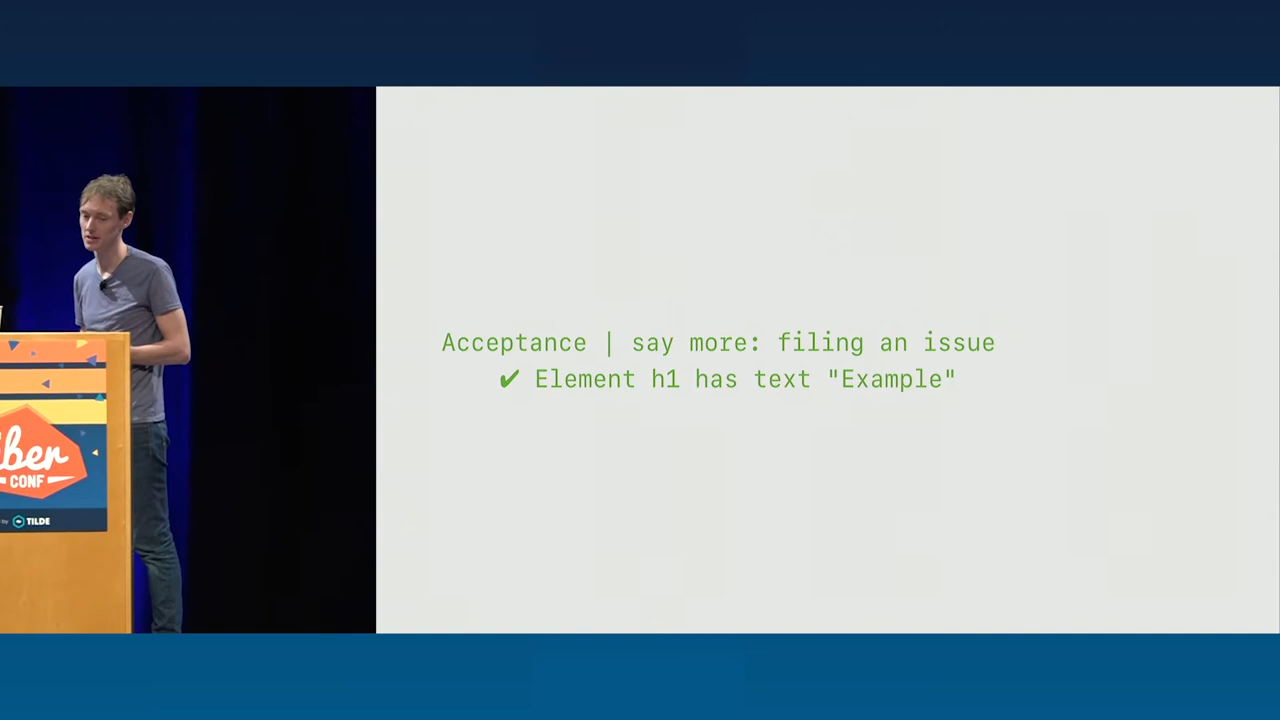 Acceptance | say more: filing an issue
✔ Element h1 has text "Example"
ber
CONF
by TILDE